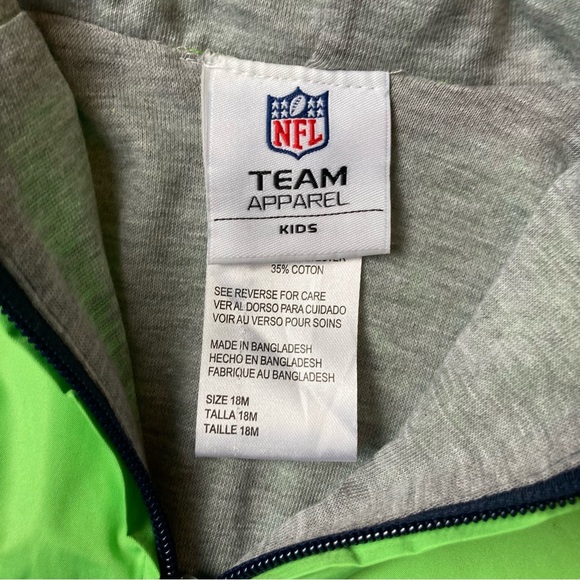 NFL
TEAM
APPAREL
KIDS
35% COTON
SEE REVERSE FOR CARE
VER AL DORSO PARA CUIDADO
VOIR AU VERSO POUR SOINS
MADE IN BANGLADESH
HECHO EN BANGLADESH
FABRIQUE AU BANGLADESH
SIZE 18M
TALLA 18M
TAILLE 18M